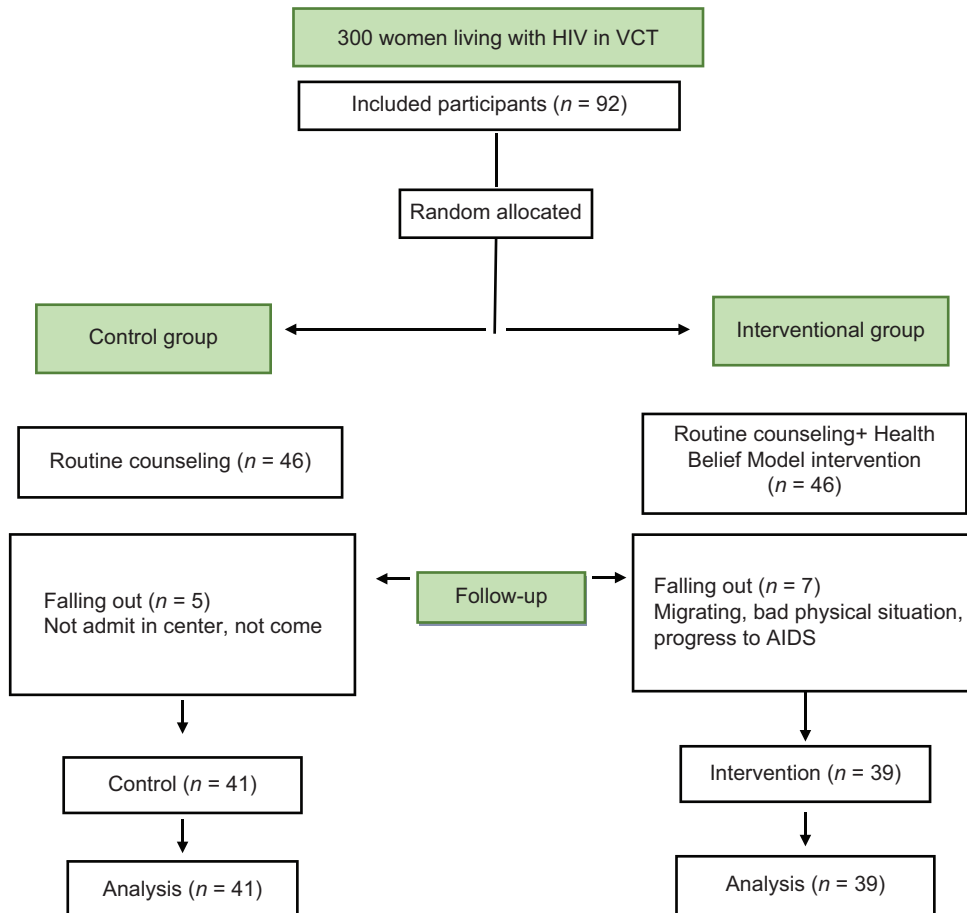 300 women living with HIV in VCT
Included participants (n = 92)
Random allocated
Control group
Interventional group
Routine counseling (n = 46)
Routine counseling+ Health
Belief Model intervention
(n = 46)
Falling out (n = 5)
Not admit in center, not come
Follow-up
Falling out (n = 7)
Migrating, bad physical situation,
progress to AIDS
Control (n = 41)
Intervention (n = 39)
Analysis (n = 41)
Analysis (n = 39)